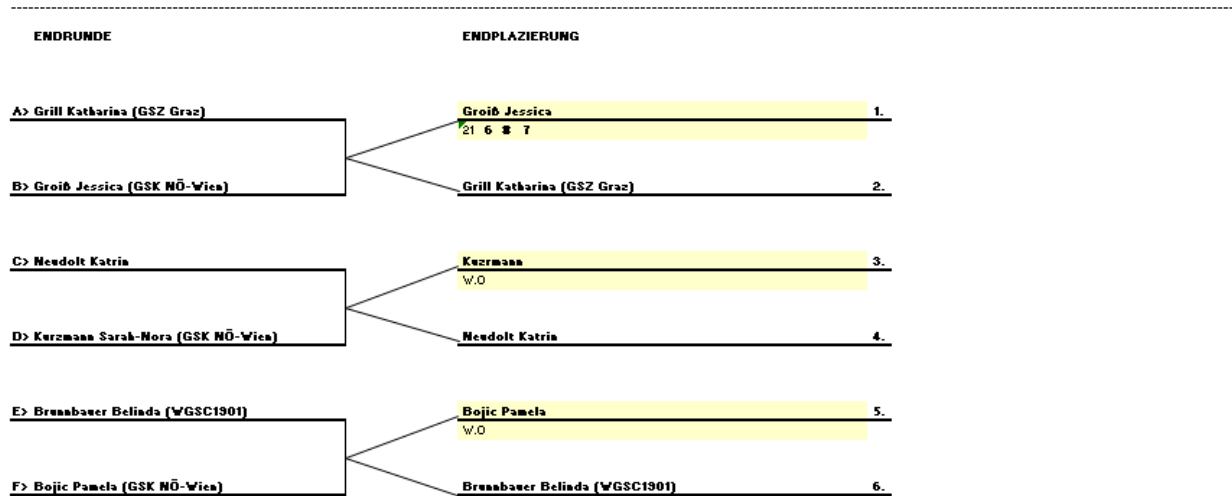 ENDRUNDE ENDPLAZIERUNG
A> Grill Katharina (GSZ Graz) Groiß Jessica 1.
21 6 8 7
B> Groiß Jessica (GSK NÖ-Wien) Grill Katharina (GSZ Graz) 2.
C> Neudolt Katrin Kuzrmann 3.
W.O
D> Kurzmann Sarah-Nora (GSK NÖ-Wien) Neudolt Katrin 4.
E> Brunnbauer Belinda (WGSC1901) Bojic Pamela 5.
W.O
F> Bojic Pamela (GSK NÖ-Wien) Brunnbauer Belinda (WGSC1901) 6.